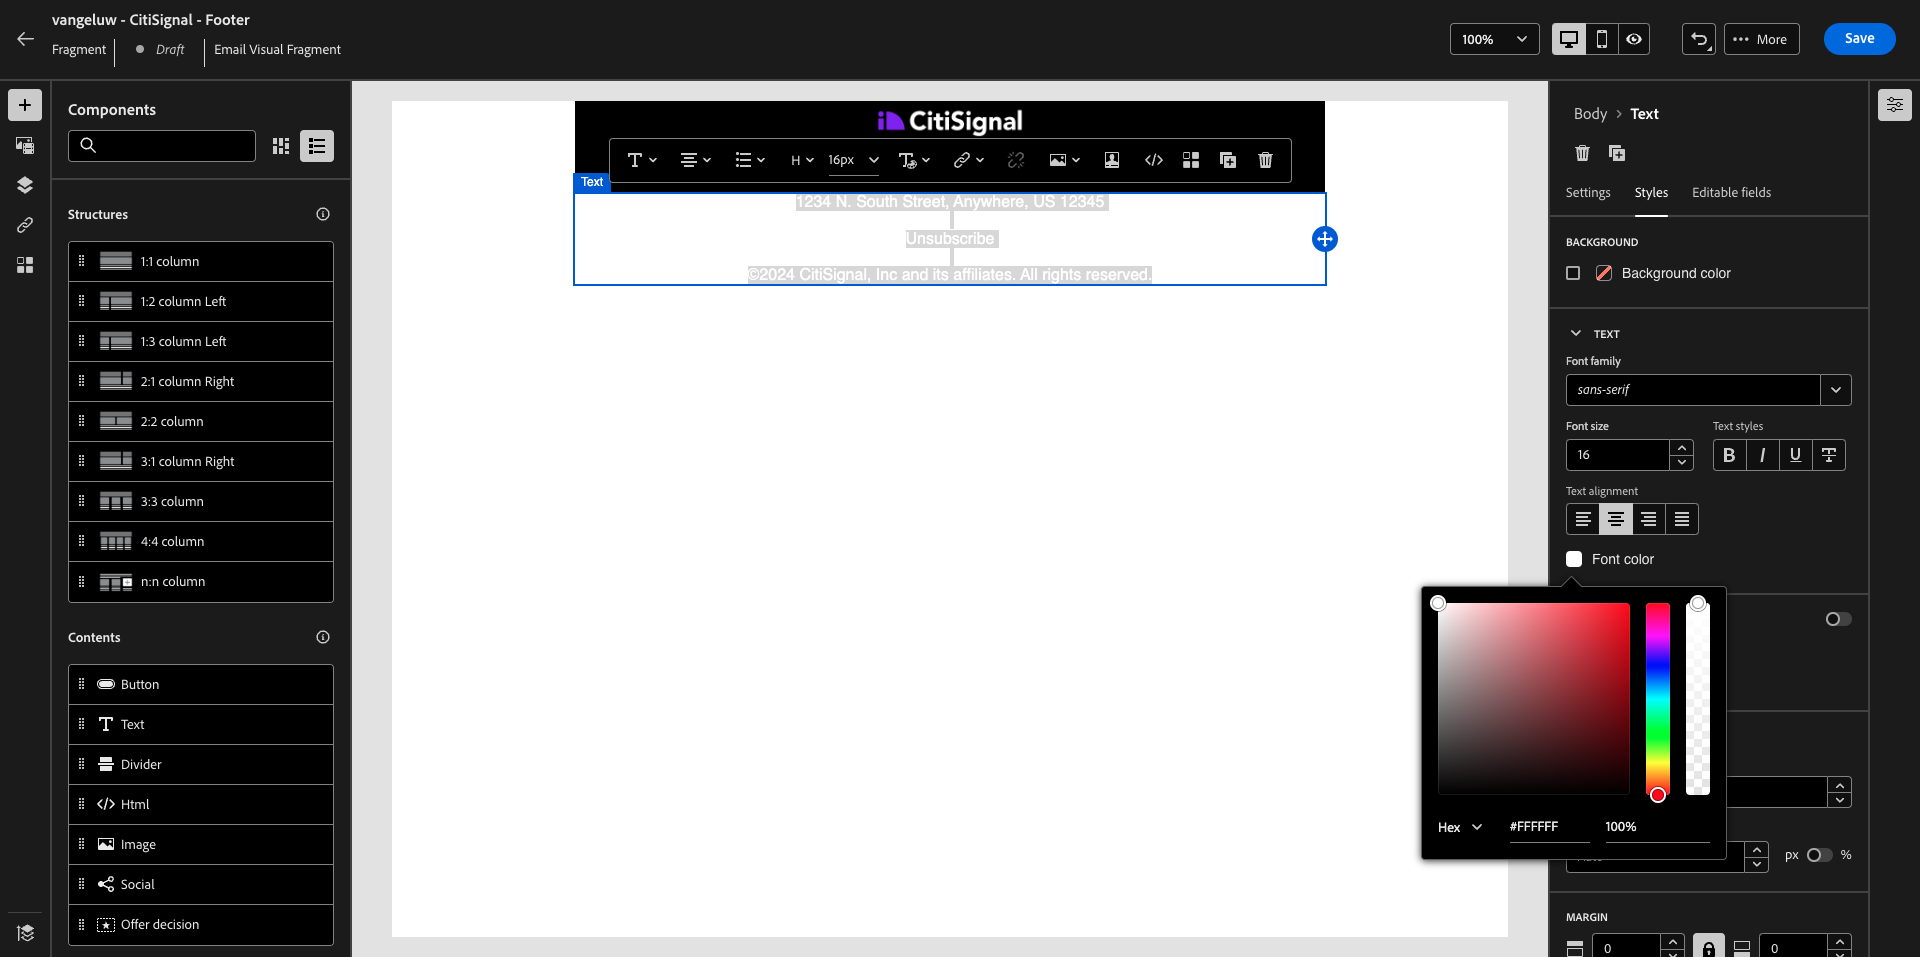 vangeluw - CitiSignal - Footer
Fragment
Draft
Email Visual Fragment
100%
More
Save
Components
Structures
1:1 column
1:2 column Left
1:3 column Left
2:1 column Right
2:2 column
3:1 column Right
3:3 column
4:4 column
n:n column
Contents
Button
Text
Divider
Html
Image
Social
Offer decision
CitiSignal
H
16px
Text
1234 N. South Street, Anywhere, US 12345
Unsubscribe
©2024 CitiSignal, Inc and its affiliates. All rights reserved.
Body > Text
Settings
Styles
Editable fields
BACKGROUND
Background color
TEXT
Font family
sans-serif
Font size
Text styles
16
B I U T
Text alignment
Font color
Hex
#FFFFFF
100%
px
%
MARGIN
0
0